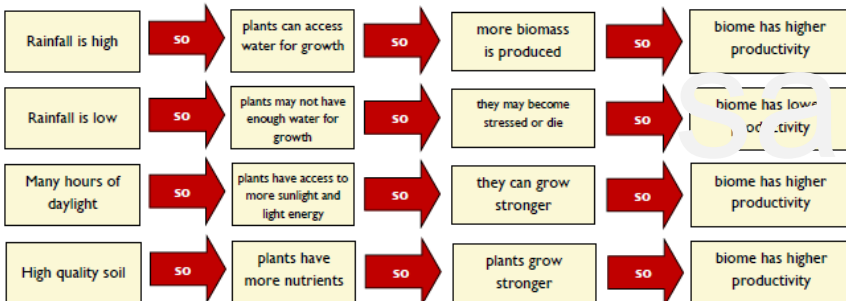 Rainfall is high
so
plants can access
water for growth
so
more biomass
is produced
so
biome has higher
productivity
Rainfall is low
so
plants may not have
enough water for
growth
so
they may become
stressed or die
so
biome has lower
productivity
Many hours of
daylight
so
plants have access to
more sunlight and
light energy
so
they can grow
stronger
so
biome has higher
productivity
High quality soil
so
plants have
more nutrients
so
plants grow
stronger
so
biome has higher
productivity
sa